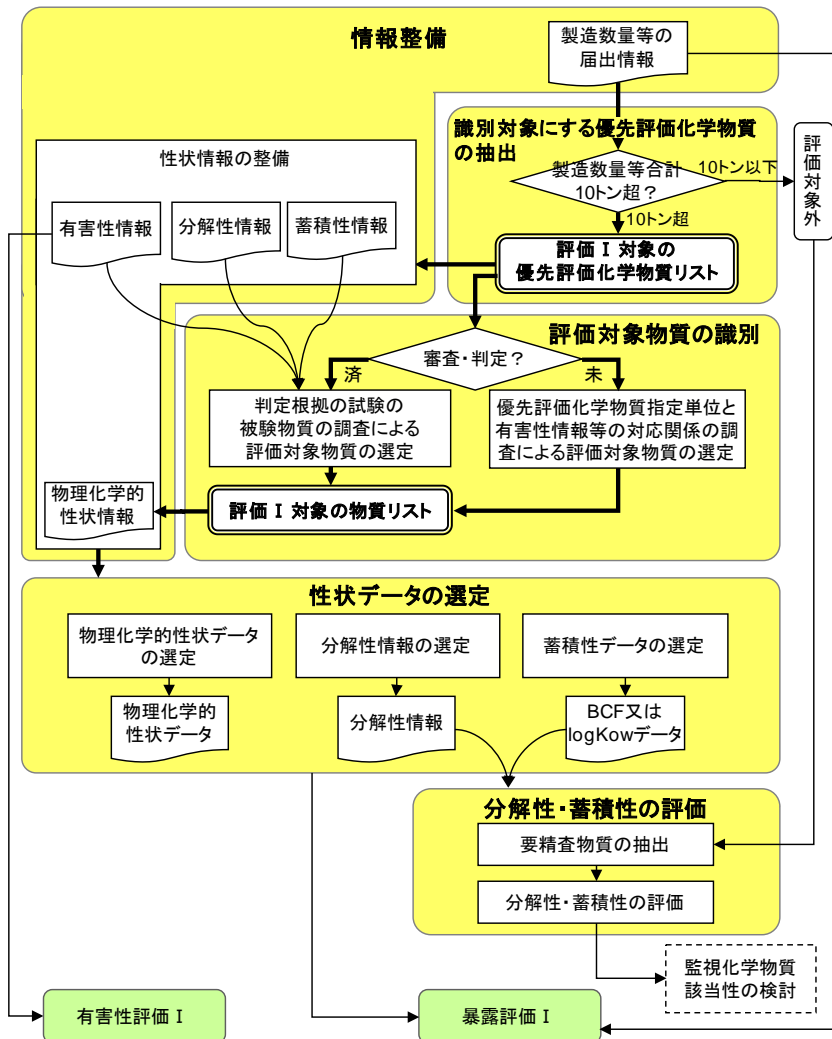 情報整備
製造数量等の
届出情報
識別対象にする優先評価化学物質
の抽出
製造数量等合計
10トン超？
10トン以下
評価対象外
10トン超
評価Ⅰ対象の
優先評価化学物質リスト
性状情報の整備
有害性情報
分解性情報
蓄積性情報
評価対象物質の識別
審査・判定？
済
未
判定根拠の試験の
被験物質の調査による
評価対象物質の選定
優先評価化学物質指定単位と
有害性情報等の対応関係の調
査による評価対象物質の選定
評価Ⅰ対象の物質リスト
物理化学的
性状情報
性状データの選定
物理化学的性状データ
の選定
分解性情報の選定
蓄積性データの選定
物理化学的
性状データ
分解性情報
BCF又は
logKowデータ
分解性・蓄積性の評価
要精査物質の抽出
分解性・蓄積性の評価
監視化学物質
該当性の検討
有害性評価Ⅰ
暴露評価Ⅰ